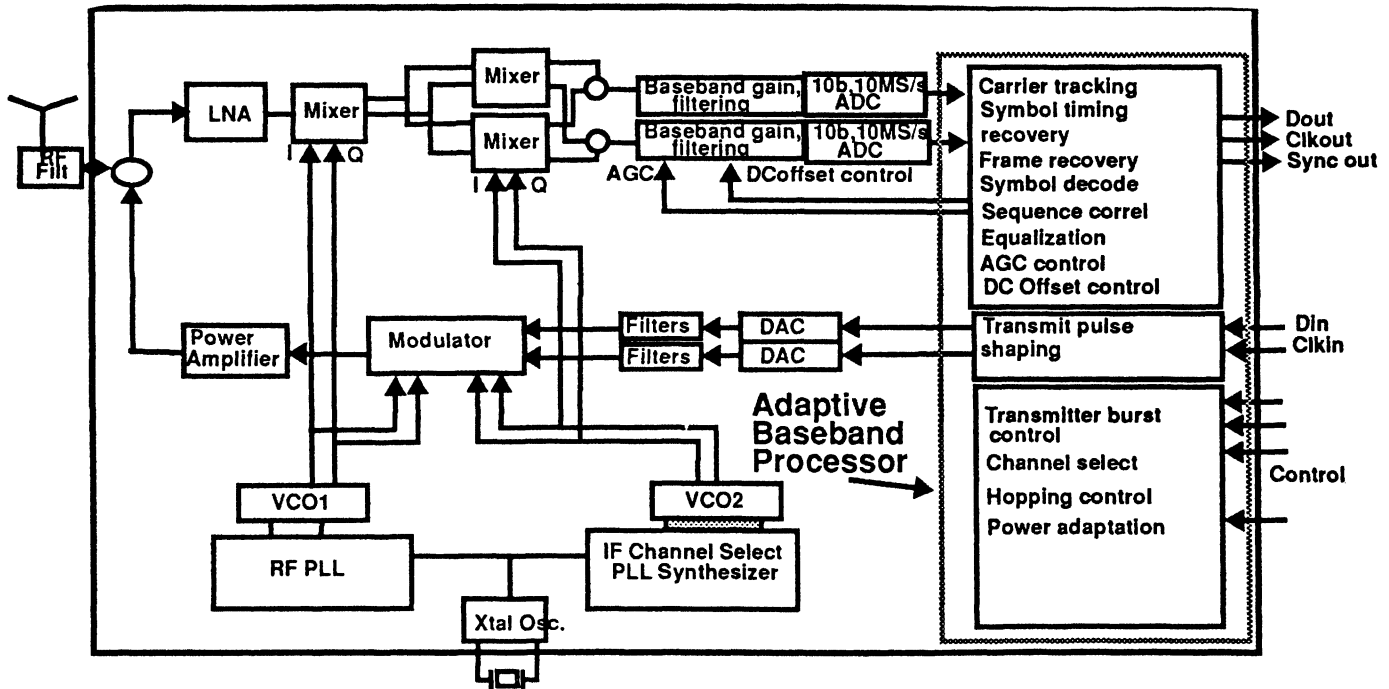 RF
Filt
LNA
Mixer
I
Q
Mixer
Mixer
I
Q
Baseband gain,
filtering
10b,10MS/s
ADC
Baseband gain,
filtering
10b,10MS/s
ADC
AGC
DCoffset control
Carrier tracking
Symbol timing
recovery
Frame recovery
Symbol decode
Sequence correl
Equalization
AGC control
DC Offset control
Dout
Clkout
Sync out
Power
Amplifier
Modulator
Filters
Filters
DAC
DAC
Transmit pulse
shaping
Din
Clkin
Adaptive
Baseband
Processor
Transmitter burst
control
Channel select
Hopping control
Power adaptation
Control
VCO1
RF PLL
VCO2
IF Channel Select
PLL Synthesizer
Xtal Osc.